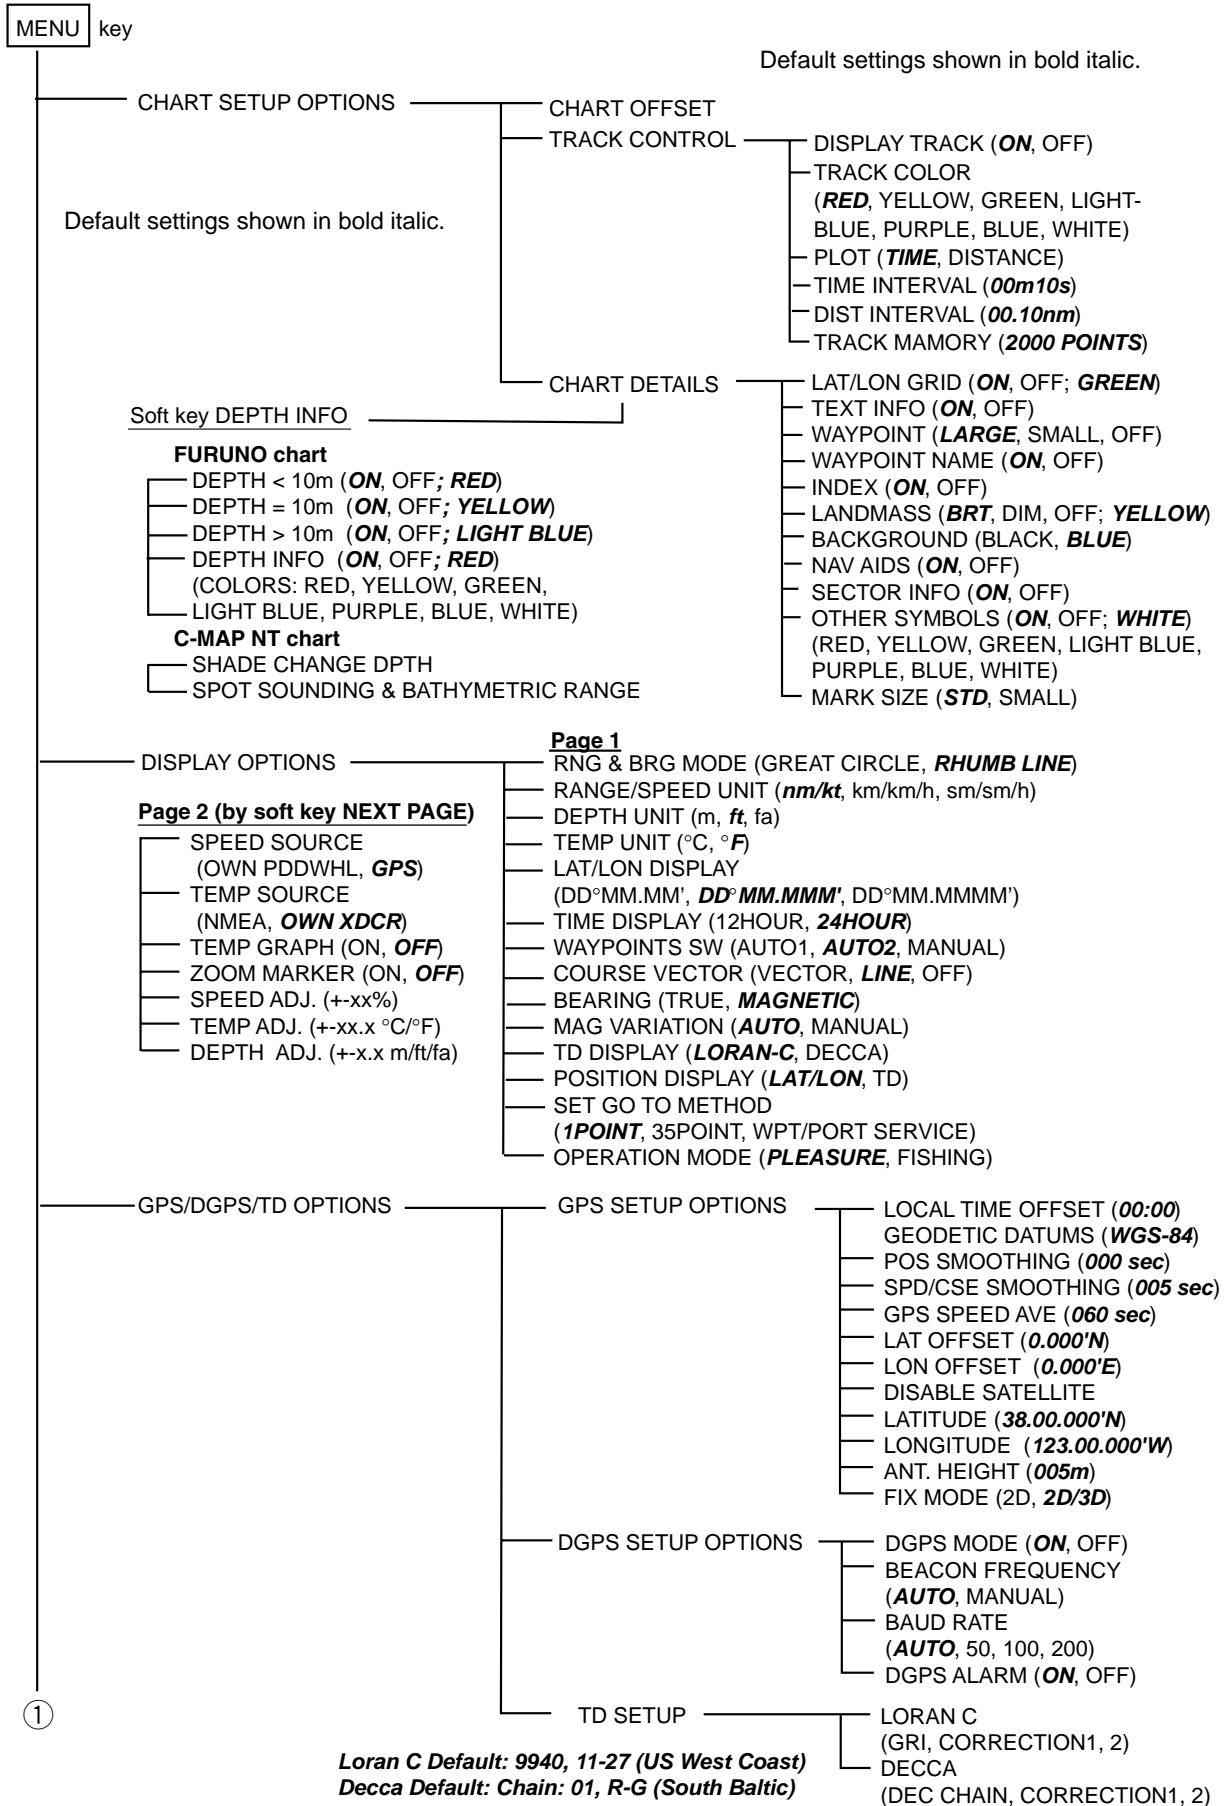 MENU key
Default settings shown in bold italic.
CHART SETUP OPTIONS
CHART OFFSET
TRACK CONTROL
DISPLAY TRACK (ON, OFF)
TRACK COLOR
(RED, YELLOW, GREEN, LIGHT-
BLUE, PURPLE, BLUE, WHITE)
PLOT (TIME, DISTANCE)
TIME INTERVAL (00m10s)
DIST INTERVAL (00.10nm)
TRACK MAMORY (2000 POINTS)
Default settings shown in bold italic.
CHART DETAILS
LAT/LON GRID (ON, OFF; GREEN)
TEXT INFO (ON, OFF)
WAYPOINT (LARGE, SMALL, OFF)
WAYPOINT NAME (ON, OFF)
INDEX (ON, OFF)
LANDMASS (BRT, DIM, OFF; YELLOW)
BACKGROUND (BLACK, BLUE)
NAV AIDS (ON, OFF)
SECTOR INFO (ON, OFF)
OTHER SYMBOLS (ON, OFF; WHITE)
(RED, YELLOW, GREEN, LIGHT BLUE,
PURPLE, BLUE, WHITE)
MARK SIZE (STD, SMALL)
Soft key DEPTH INFO
FURUNO chart
DEPTH < 10m (ON, OFF; RED)
DEPTH = 10m (ON, OFF; YELLOW)
DEPTH > 10m (ON, OFF; LIGHT BLUE)
DEPTH INFO (ON, OFF; RED)
(COLORS: RED, YELLOW, GREEN,
LIGHT BLUE, PURPLE, BLUE, WHITE)
C-MAP NT chart
SHADE CHANGE DPTH
SPOT SOUNDING & BATHYMETRIC RANGE
DISPLAY OPTIONS
Page 1
RNG & BRG MODE (GREAT CIRCLE, RHUMB LINE)
RANGE/SPEED UNIT (nm/kt, km/km/h, sm/sm/h)
DEPTH UNIT (m, ft, fa)
TEMP UNIT (°C, °F)
LAT/LON DISPLAY
(DD°MM.MM’, DD°MM.MMM', DD°MM.MMMM’)
TIME DISPLAY (12HOUR, 24HOUR)
WAYPOINTS SW (AUTO1, AUTO2, MANUAL)
COURSE VECTOR (VECTOR, LINE, OFF)
BEARING (TRUE, MAGNETIC)
MAG VARIATION (AUTO, MANUAL)
TD DISPLAY (LORAN-C, DECCA)
POSITION DISPLAY (LAT/LON, TD)
SET GO TO METHOD
(1POINT, 35POINT, WPT/PORT SERVICE)
OPERATION MODE (PLEASURE, FISHING)
Page 2 (by soft key NEXT PAGE)
SPEED SOURCE
(OWN PDDWHL, GPS)
TEMP SOURCE
(NMEA, OWN XDCR)
TEMP GRAPH (ON, OFF)
ZOOM MARKER (ON, OFF)
SPEED ADJ. (+-xx%)
TEMP ADJ. (+-xx.x °C/°F)
DEPTH ADJ. (+-x.x m/ft/fa)
GPS/DGPS/TD OPTIONS
GPS SETUP OPTIONS
LOCAL TIME OFFSET (00:00)
GEODETIC DATUMS (WGS-84)
POS SMOOTHING (000 sec)
SPD/CSE SMOOTHING (005 sec)
GPS SPEED AVE (060 sec)
LAT OFFSET (0.000'N)
LON OFFSET (0.000'E)
DISABLE SATELLITE
LATITUDE (38.00.000'N)
LONGITUDE (123.00.000'W)
ANT. HEIGHT (005m)
FIX MODE (2D, 2D/3D)
DGPS SETUP OPTIONS
DGPS MODE (ON, OFF)
BEACON FREQUENCY
(AUTO, MANUAL)
BAUD RATE
(AUTO, 50, 100, 200)
DGPS ALARM (ON, OFF)
①
TD SETUP
LORAN C
(GRI, CORRECTION1, 2)
DECCA
(DEC CHAIN, CORRECTION1, 2)
Loran C Default: 9940, 11-27 (US West Coast)
Decca Default: Chain: 01, R-G (South Baltic)